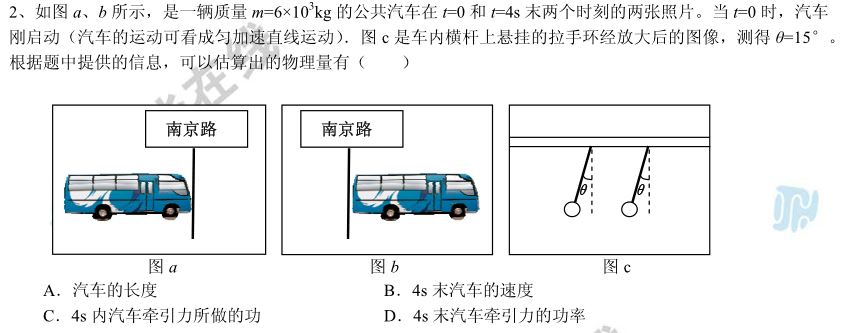 2、如图 a、b 所示，是一辆质量 m=6×10³kg 的公共汽车在 t=0 和 t=4s 末两个时刻的两张照片。当 t=0 时，汽车
刚启动（汽车的运动可看成匀加速直线运动）．图 c 是车内横杆上悬挂的拉手环经放大后的图像，测得 θ=15°。
根据题中提供的信息，可以估算出的物理量有（　　）
南京路
南京路
θ
θ
图 a
图 b
图 c
A．汽车的长度
B．4s 末汽车的速度
C．4s 内汽车牵引力所做的功
D．4s 末汽车牵引力的功率